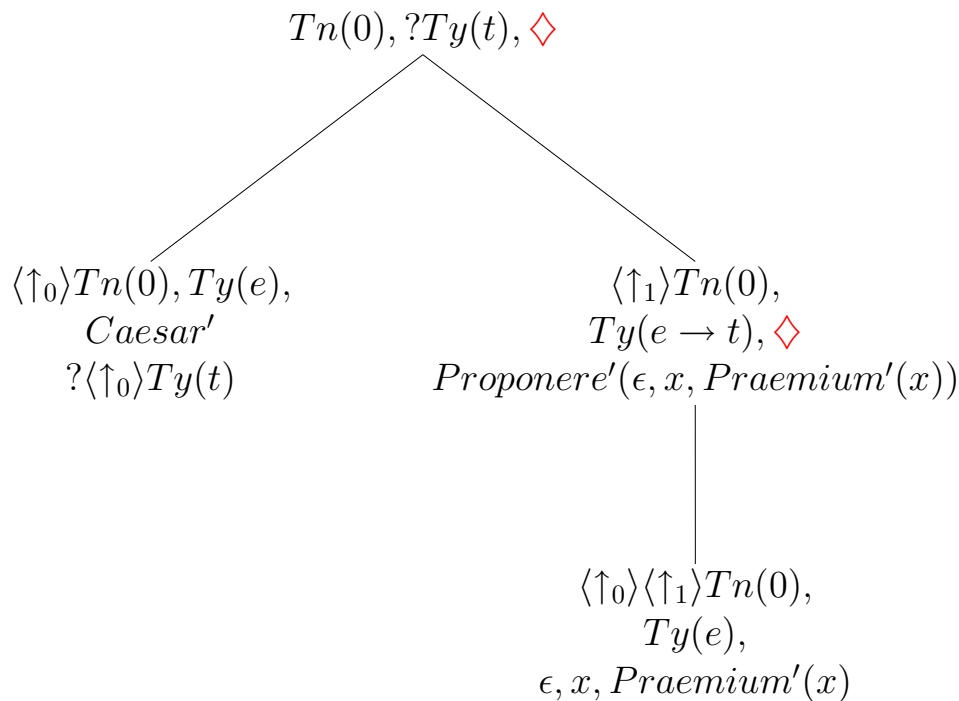 Tn(0), ?Ty(t), ♢
⟨↑₀⟩Tn(0), Ty(e),
Caesar′
?⟨↑₀⟩Ty(t)
⟨↑₁⟩Tn(0),
Ty(e → t), ♢
Proponere′(ϵ, x, Praemium′(x))
⟨↑₀⟩⟨↑₁⟩Tn(0),
Ty(e),
ϵ, x, Praemium′(x)